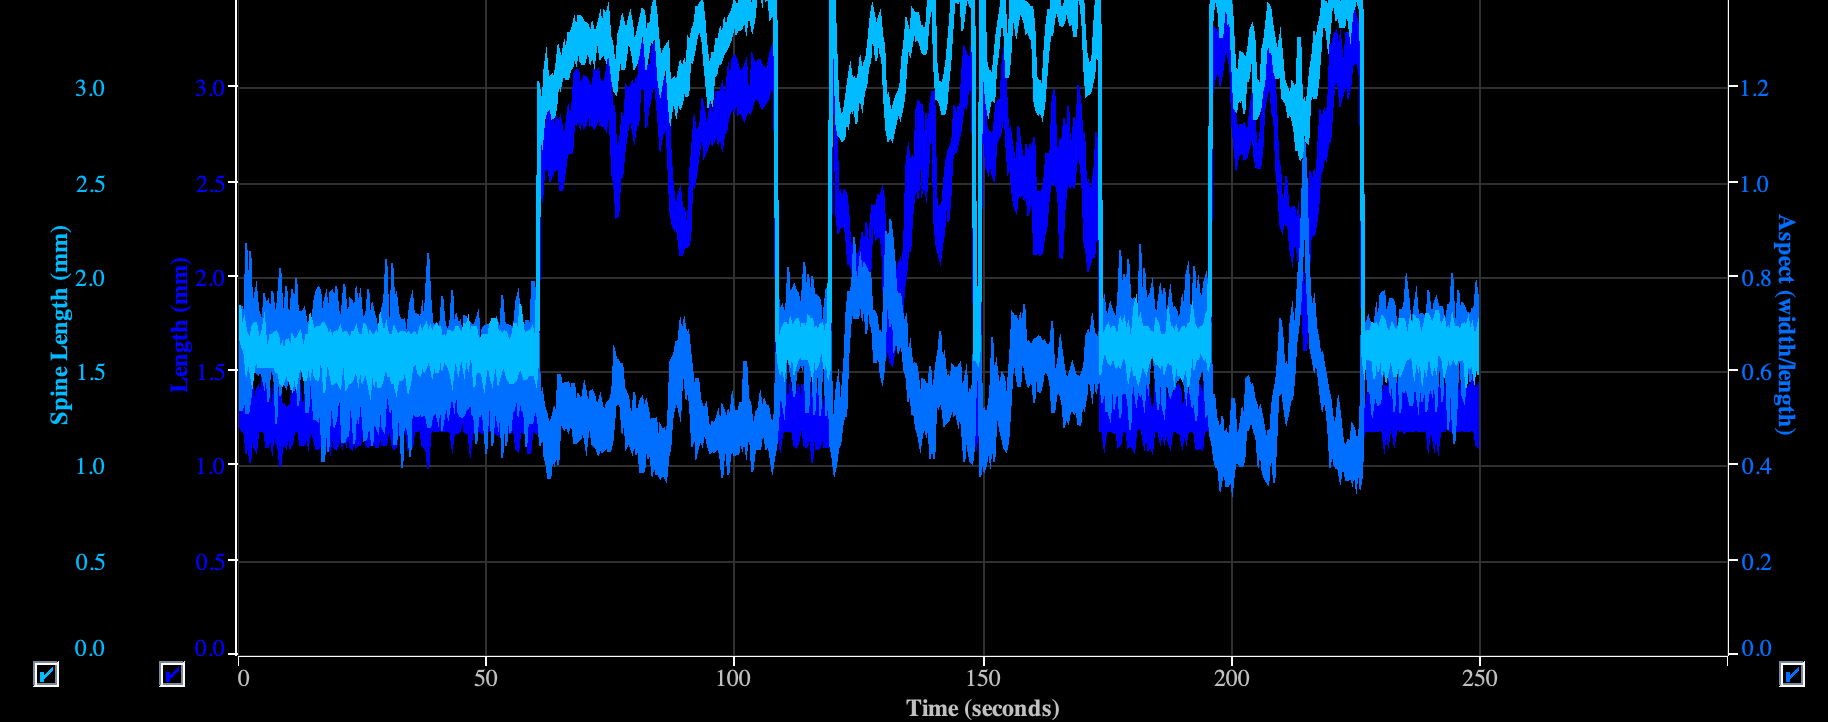 3.0 3.0 1.2
2.5 2.5 1.0
2.0 2.0 0.8
1.5 1.5 0.6
1.0 1.0 0.4
0.5 0.5 0.2
0.0 0.0 0.0
Spine Length (mm)
Length (mm)
Aspect (width/length)
0 50 100 150 200 250
Time (seconds)